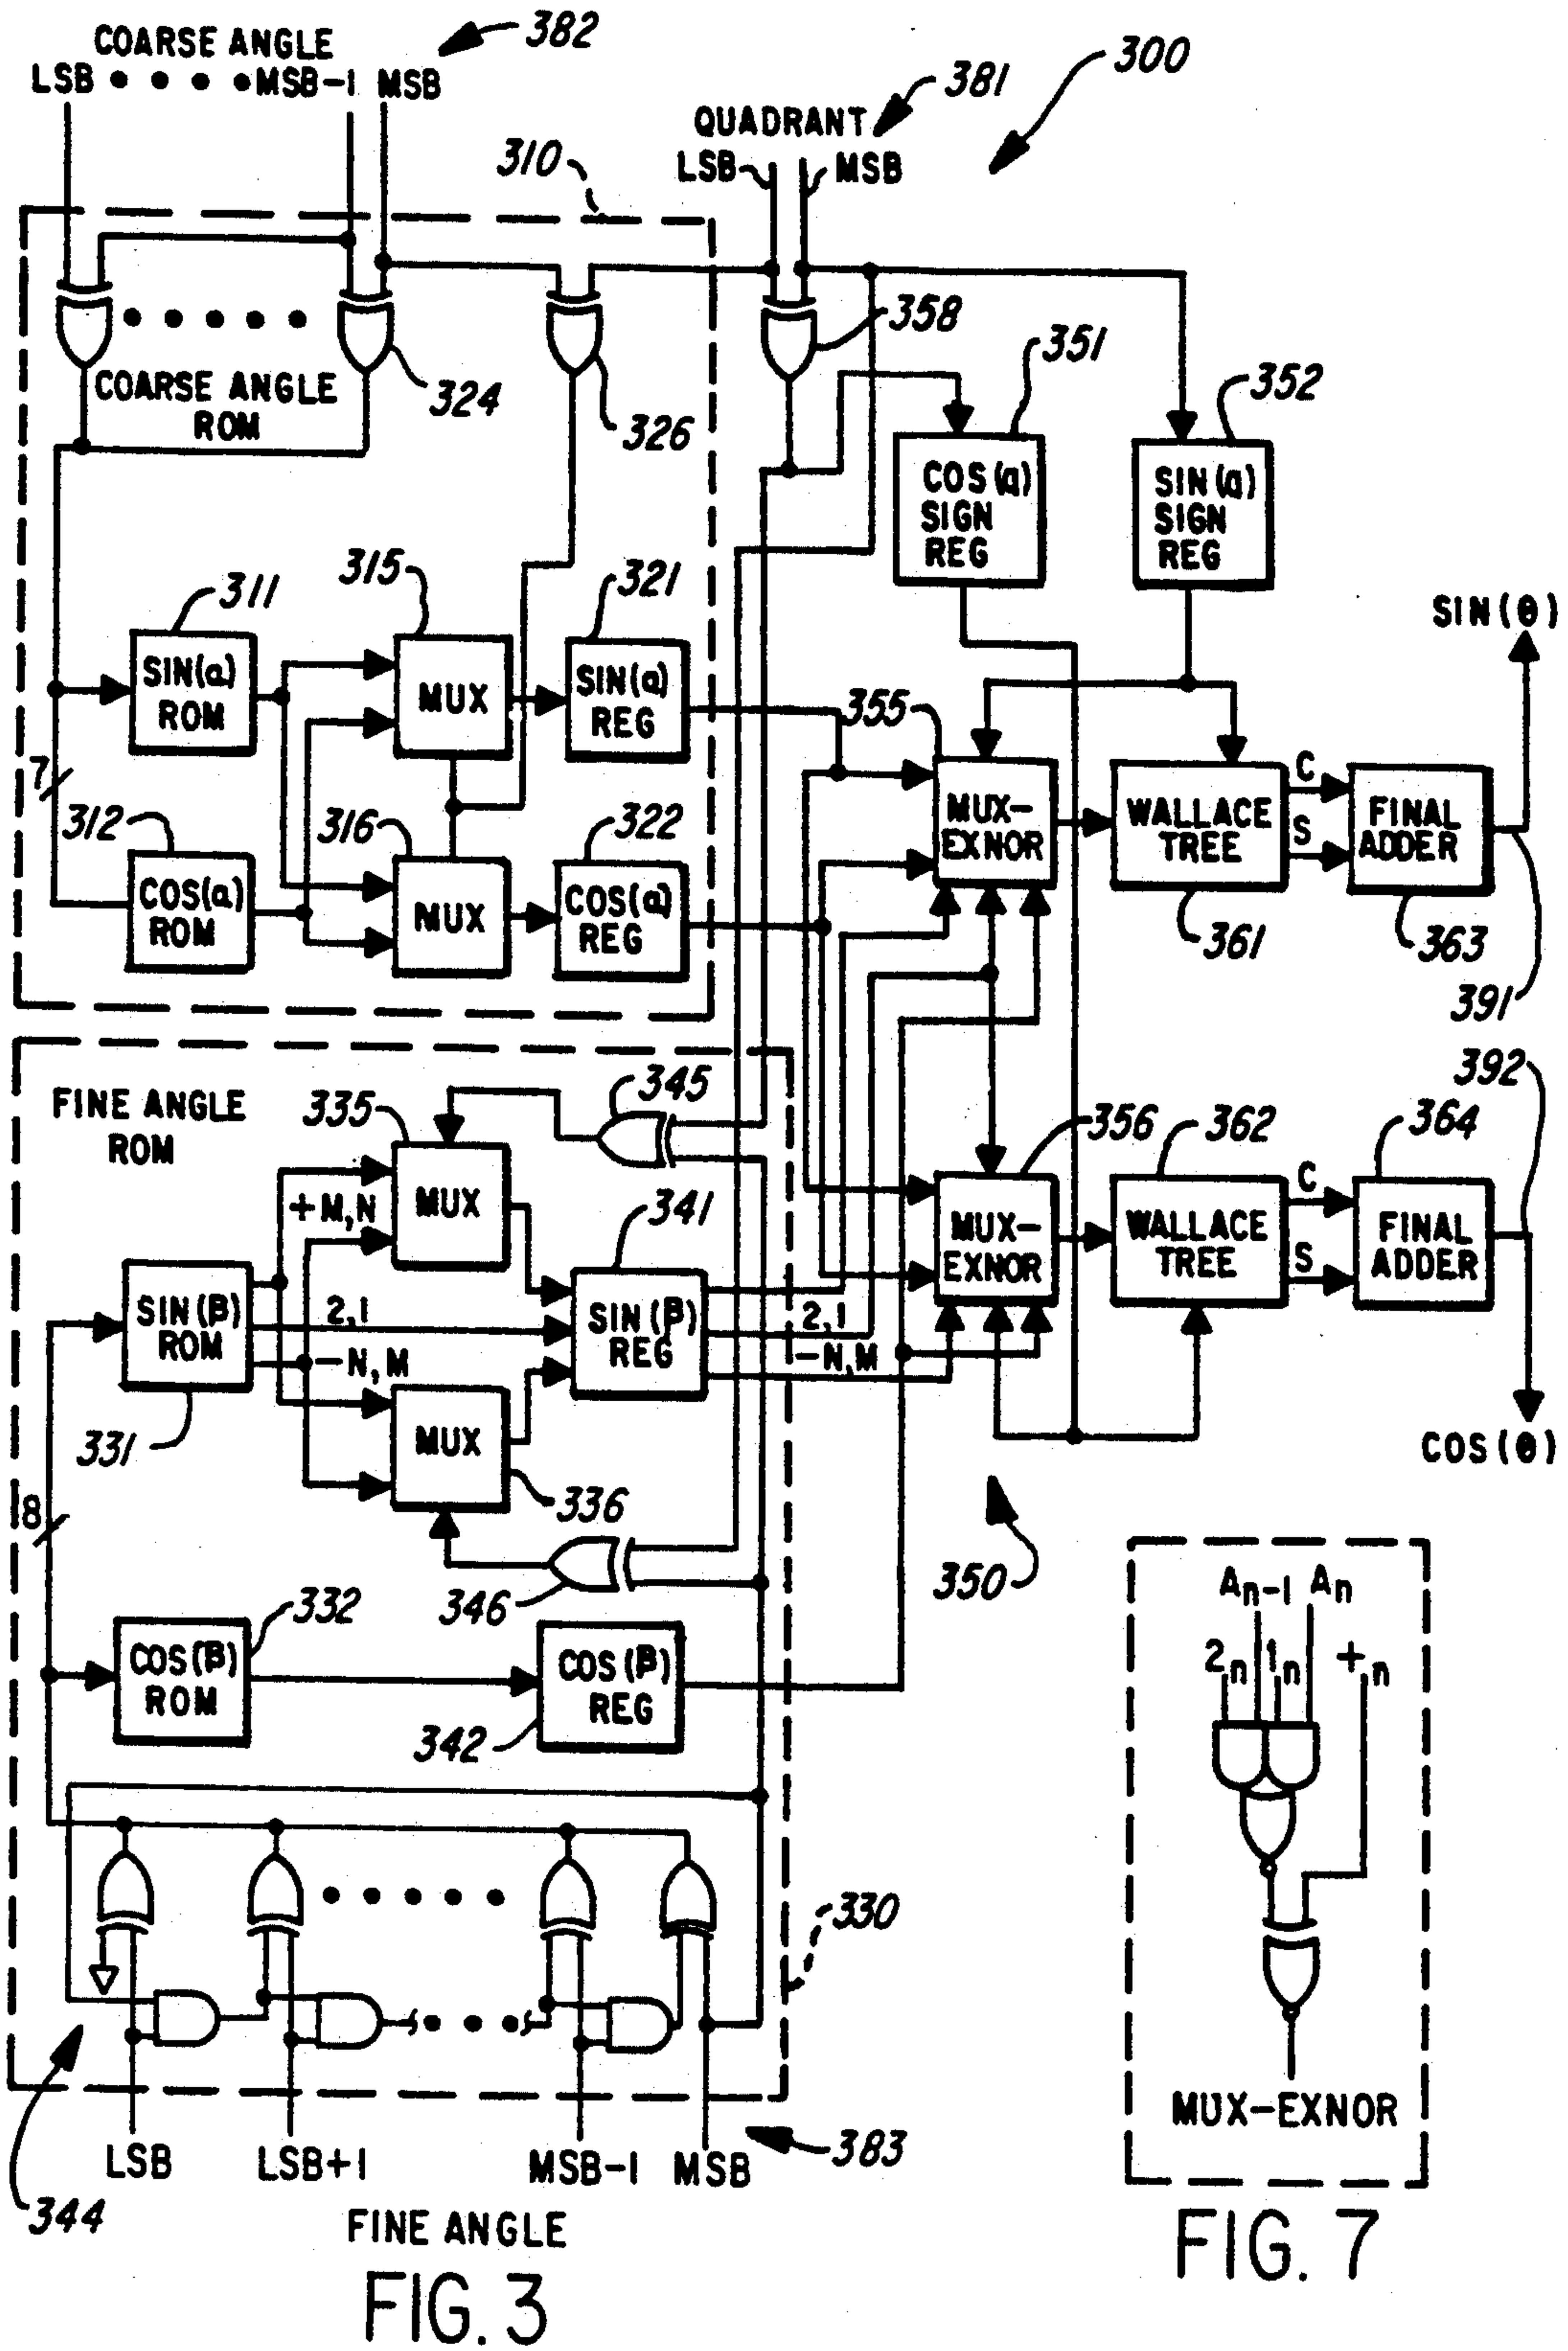 COARSE ANGLE
382
LSB • • • • MSB-1 MSB
300
381
QUADRANT
LSB MSB
310
358
324
326
COARSE ANGLE
ROM
351
352
COS(a)
SIGN
REG
SIN(a)
SIGN
REG
311
315
321
SIN(θ)
SIN(a)
ROM
MUX
SIN(a)
REG
355
7
312
316
322
MUX-
EXNOR
WALLACE
TREE
C
S
FINAL
ADDER
COS(a)
ROM
MUX
COS(a)
REG
361
363
391
392
FINE ANGLE
ROM
335
345
356
362
364
MUX
+M,N
341
MUX-
EXNOR
WALLACE
TREE
C
S
FINAL
ADDER
SIN(β)
ROM
2,1
SIN(β)
REG
2,1
-N,M
-N,M
331
MUX
COS(θ)
336
8
346
350
332
COS(β)
ROM
COS(β)
REG
342
An-1 An
2n 1n +n
330
MUX-EXNOR
LSB LSB+1 MSB-1 MSB
383
344
FINE ANGLE
FIG. 3
FIG. 7